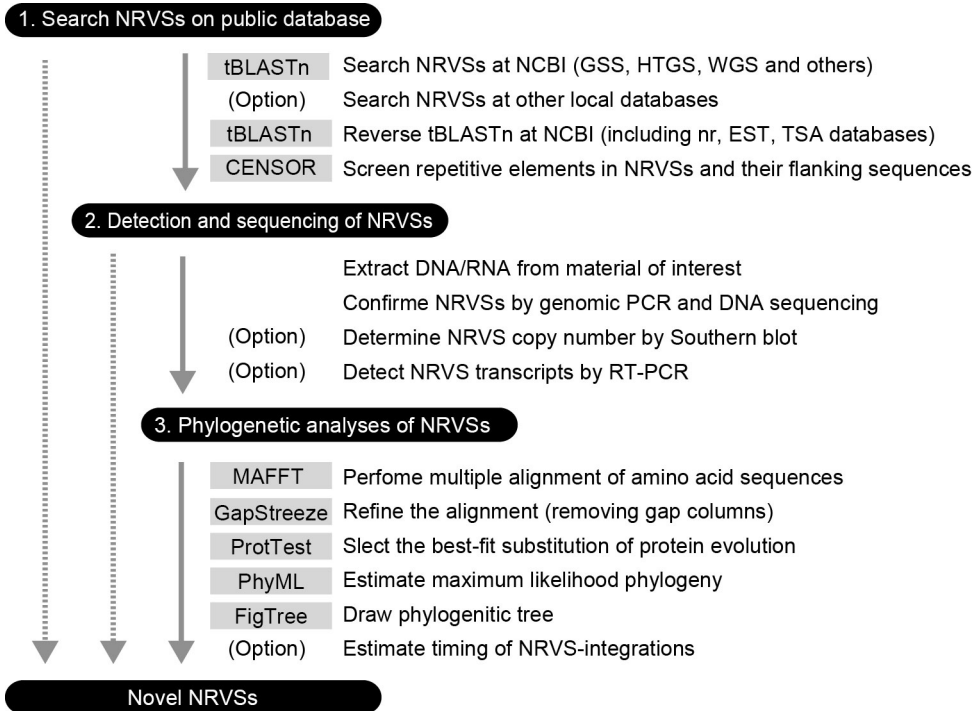 1. Search NRVSs on public database
tBLASTn Search NRVSs at NCBI (GSS, HTGS, WGS and others)
(Option) Search NRVSs at other local databases
tBLASTn Reverse tBLASTn at NCBI (including nr, EST, TSA databases)
CENSOR Screen repetitive elements in NRVSs and their flanking sequences
2. Detection and sequencing of NRVSs
Extract DNA/RNA from material of interest
Confirme NRVSs by genomic PCR and DNA sequencing
(Option) Determine NRVS copy number by Southern blot
(Option) Detect NRVS transcripts by RT-PCR
3. Phylogenetic analyses of NRVSs
MAFFT Perfome multiple alignment of amino acid sequences
GapStreeze Refine the alignment (removing gap columns)
ProtTest Slect the best-fit substitution of protein evolution
PhyML Estimate maximum likelihood phylogeny
FigTree Draw phylogenitic tree
(Option) Estimate timing of NRVS-integrations
Novel NRVSs